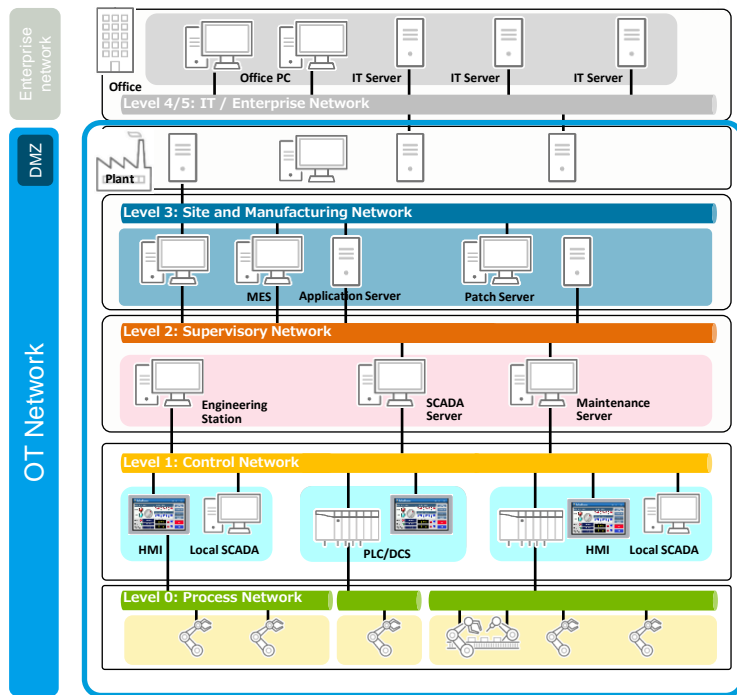 Enterprise
network
Office
Office PC
IT Server
IT Server
IT Server
Level 4/5: IT / Enterprise Network
DMZ
Plant
OT Network
Level 3: Site and Manufacturing Network
MES
Application Server
Patch Server
Level 2: Supervisory Network
Engineering
Station
SCADA
Server
Maintenance
Server
Level 1: Control Network
HMI
Local SCADA
PLC/DCS
HMI
Local SCADA
Level 0: Process Network